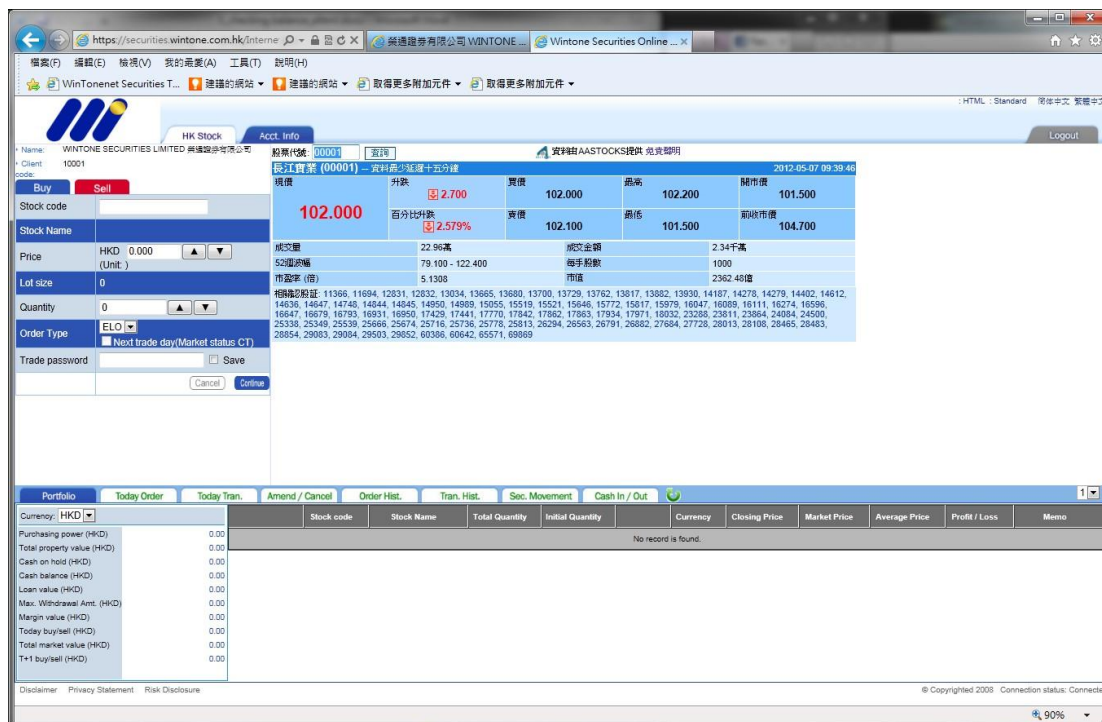 https://securities.wintone.com.hk/Interne
榮通證券有限公司 WINTONE ...
Wintone Securities Online ...
檔案(F) 編輯(E) 檢視(V) 我的最愛(A) 工具(T) 說明(H)
WinTonenet Securities T... 建議的網站 建議的網站 取得更多附加元件 取得更多附加元件
: HTML : Standard 简体中文 繁體中文
HK Stock Acct. Info Logout
Name: WINTONE SECURITIES LIMITED 榮通證券有限公司
Client code: 10001
股票代號: 00001 查詢 資料由AASTOCKS提供 免責聲明
長江實業 (00001) -- 資料最少延遲十五分鐘 2012-05-07 09:39:46
現價 升跌 買價 最高 開市價
102.000 2.700 102.000 102.200 101.500
百分比升跌 賣價 最低 前收市價
2.579% 102.100 101.500 104.700
成交量 22.96萬 成交金額 2.34千萬
52週波幅 79.100 - 122.400 每手股數 1000
市盈率 (倍) 5.1308 市值 2362.48億
相關認股証: 11366, 11694, 12831, 12832, 13034, 13665, 13680, 13700, 13729, 13762, 13817, 13882, 13930, 14187, 14278, 14279, 14402, 14612,
14636, 14647, 14748, 14844, 14845, 14950, 14989, 15055, 15519, 15521, 15646, 15772, 15817, 15979, 16047, 16089, 16111, 16274, 16596,
16647, 16679, 16793, 16931, 16950, 17429, 17441, 17770, 17842, 17862, 17863, 17934, 17971, 18032, 23288, 23811, 23864, 24084, 24500,
25338, 25349, 25539, 25666, 25674, 25716, 25736, 25778, 25813, 26294, 26563, 26791, 26882, 27684, 27728, 28013, 28108, 28465, 28483,
28854, 29083, 29084, 29503, 29852, 60386, 60642, 65571, 69869
Buy Sell
Stock code
Stock Name
Price HKD 0.000
(Unit: )
Lot size 0
Quantity 0
Order Type ELO
Next trade day(Market status CT)
Trade password Save
Cancel Continue
Portfolio Today Order Today Tran. Amend / Cancel Order Hist. Tran. Hist. Sec. Movement Cash In / Out 1
Currency: HKD
Stock code Stock Name Total Quantity Initial Quantity Currency Closing Price Market Price Average Price Profit / Loss Memo
No record is found.
Purchasing power (HKD) 0.00
Total property value (HKD) 0.00
Cash on hold (HKD) 0.00
Cash balance (HKD) 0.00
Loan value (HKD) 0.00
Max. Withdrawal Amt. (HKD) 0.00
Margin value (HKD) 0.00
Today buy/sell (HKD) 0.00
Total market value (HKD) 0.00
T+1 buy/sell (HKD) 0.00
Disclaimer Privacy Statement Risk Disclosure
© Copyrighted 2008 Connection status: Connecte
90%